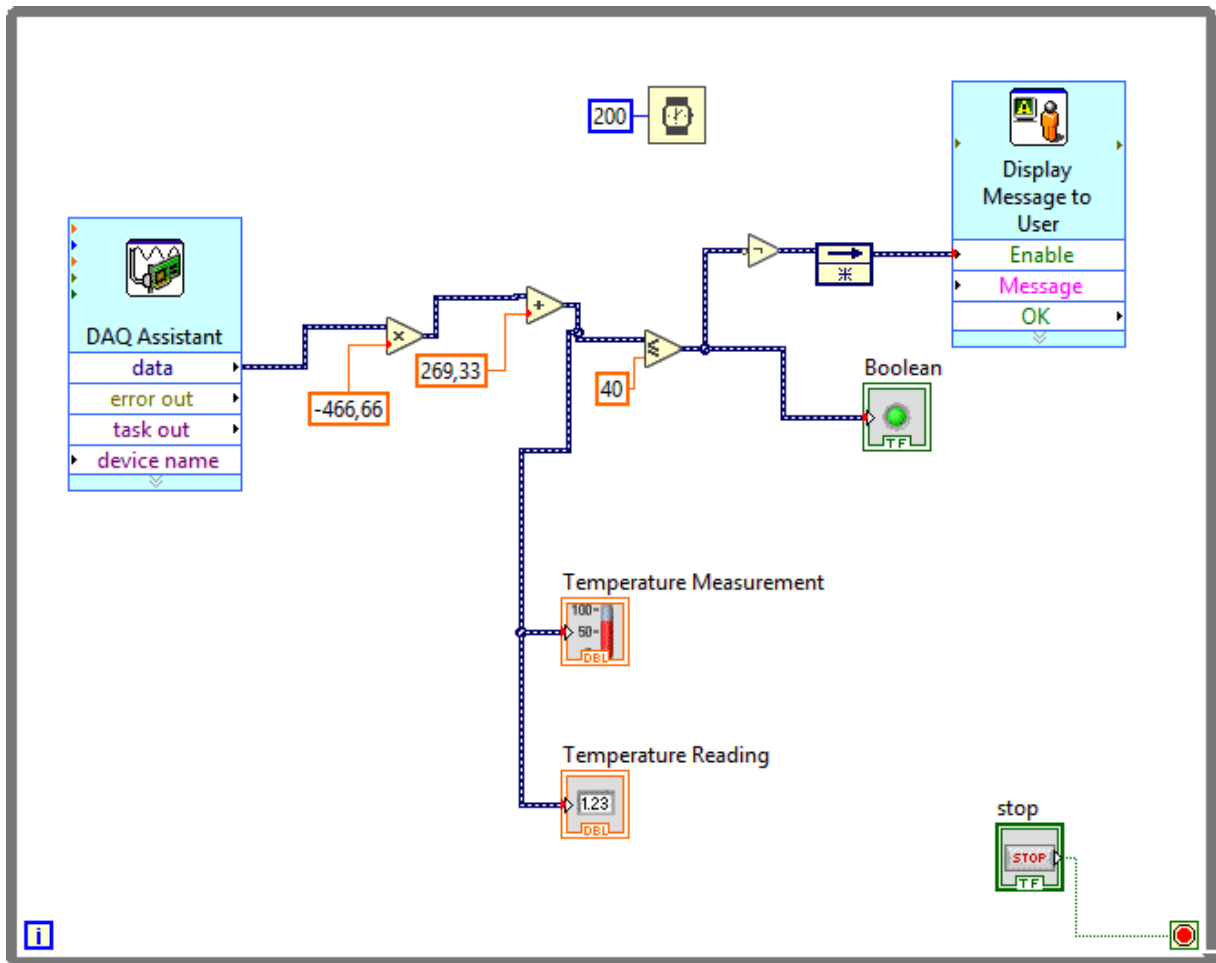 200
Display
Message to
User
Enable
Message
OK
DAQ Assistant
data
error out
task out
device name
x
-466,66
+
269,33
≤
40
¬
Boolean
TF
Temperature Measurement
100
50
DBL
Temperature Reading
1.23
DBL
stop
STOP
TF
i